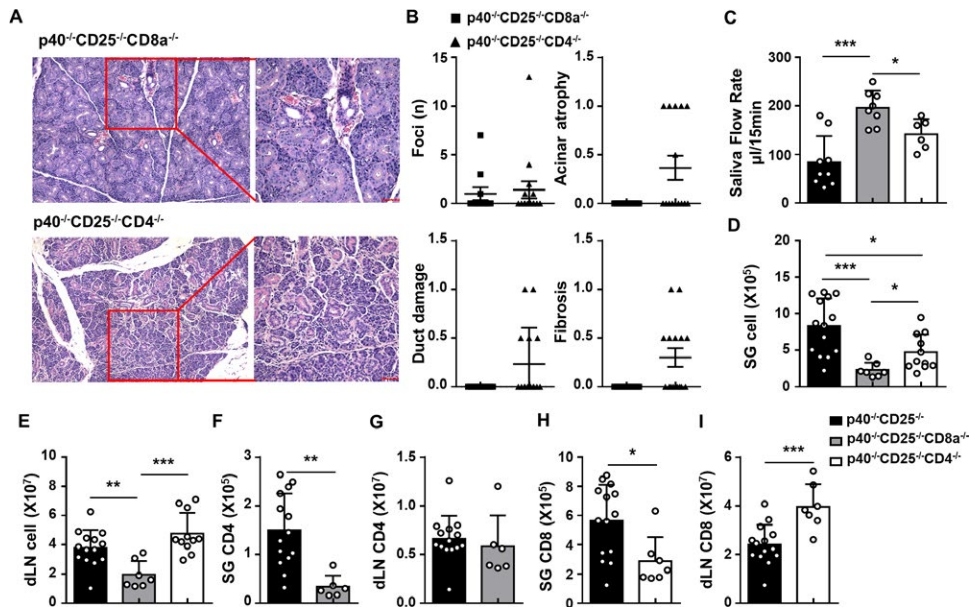 A
p40-/-CD25-/-CD8a-/-
p40-/-CD25-/-CD4-/-
B
p40-/-CD25-/-CD8a-/-
p40-/-CD25-/-CD4-/-
Foci (n)
15
10
5
0
Acinar atrophy
1.5
1.0
0.5
0.0
Duct damage
1.5
1.0
0.5
0.0
Fibrosis
1.5
1.0
0.5
0.0
C
Saliva Flow Rate
µl/15min
300
200
100
0
***
*
D
SG cell (X10⁵)
20
15
10
5
0
*
***
*
E
dLN cell (X10⁷)
10
8
6
4
2
0
**
***
F
SG CD4 (X10⁵)
4
3
2
1
0
**
G
dLN CD4 (X10⁷)
1.5
1.0
0.5
0.0
H
SG CD8 (X10⁵)
10
8
6
4
2
0
*
I
dLN CD8 (X10⁷)
6
4
2
0
***
p40-/-CD25-/-
p40-/-CD25-/-CD8a-/-
p40-/-CD25-/-CD4-/-